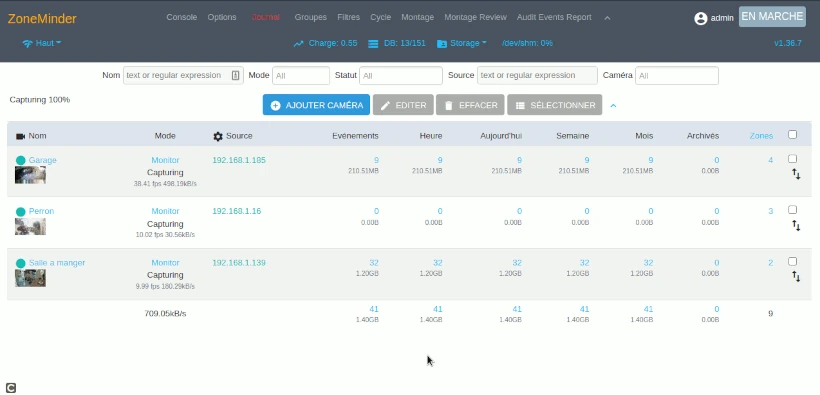 ZoneMinder
Console Options Journal Groupes Filtres Cycle Montage Montage Review Audit Events Report
admin EN MARCHE
Haut Charge: 0.55 DB: 13/151 Storage /dev/shm: 0% v1.36.7
Nom text or regular expression Mode All Statut All Source text or regular expression Caméra All
Capturing 100%
AJOUTER CAMÉRA EDITER EFFACER SÉLECTIONNER
Nom Mode Source Evénements Heure Aujourd'hui Semaine Mois Archivés Zones
Garage Monitor 192.168.1.185 9 9 9 9 9 0 4
Capturing 210.51MB 210.51MB 210.51MB 210.51MB 210.51MB 0.00B
38.41 fps 498.19kB/s
Perron Monitor 192.168.1.16 0 0 0 0 0 0 3
Capturing 0.00B 0.00B 0.00B 0.00B 0.00B 0.00B
10.02 fps 30.56kB/s
Salle a manger Monitor 192.168.1.139 32 32 32 32 32 0 2
Capturing 1.20GB 1.20GB 1.20GB 1.20GB 1.20GB 0.00B
9.99 fps 180.29kB/s
709.05kB/s 41 41 41 41 41 0 9
1.40GB 1.40GB 1.40GB 1.40GB 1.40GB 0.00B